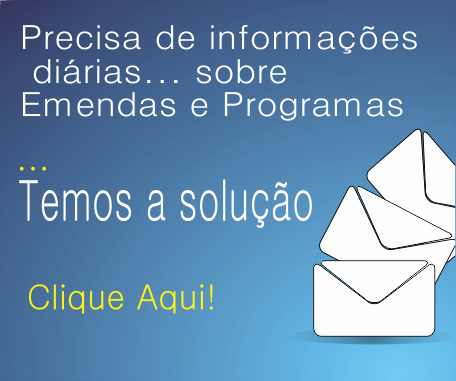 Precisa de informações
diárias... sobre
Emendas e Programas
...
Temos a solução
Clique Aqui!